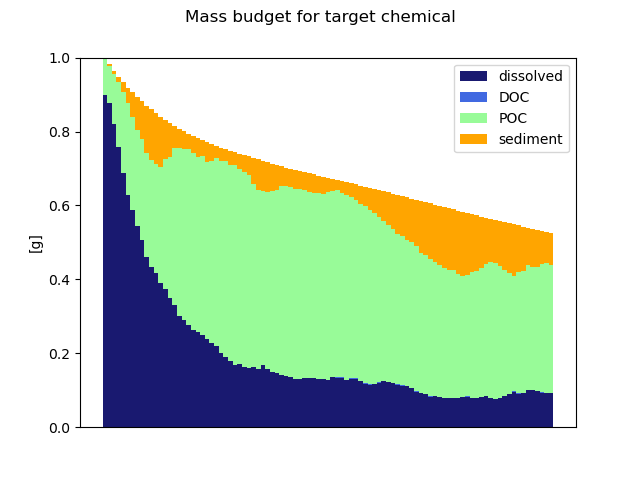 Mass budget for target chemical
1.0
0.8
0.6
0.4
0.2
0.0
[g]
dissolved
DOC
POC
sediment